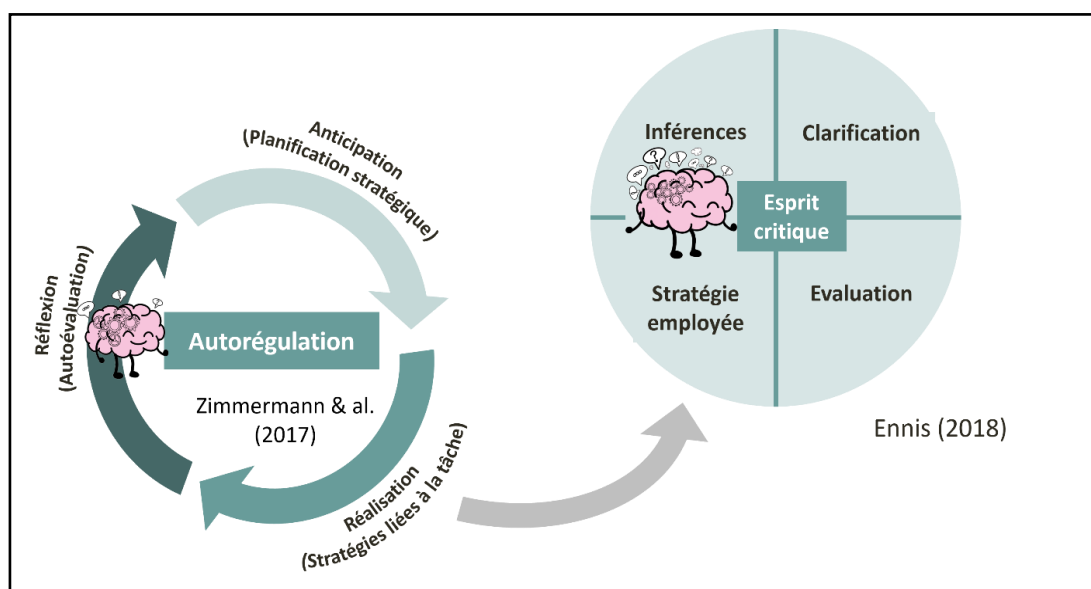 Anticipation
(Planification stratégique)
Réflexion
(Autoévaluation)
Autorégulation
Zimmermann & al.
(2017)
Réalisation
(Stratégies liées à la tâche)
Inférences
Clarification
Esprit
critique
Stratégie
employée
Evaluation
Ennis (2018)